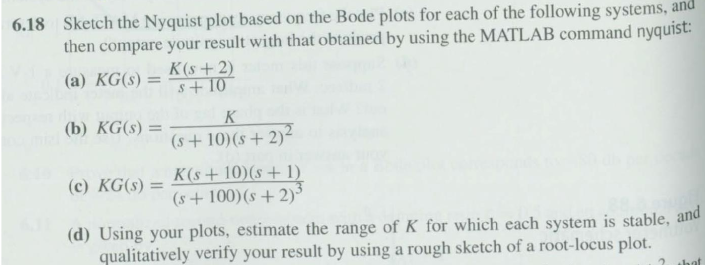 6.18 Sketch the Nyquist plot based on the Bode plots for each of the following systems, and
then compare your result with that obtained by using the MATLAB command nyquist:
(a) KG(s) = K(s + 2) / s + 10
(b) KG(s) = K / (s + 10)(s + 2)²
(c) KG(s) = K(s + 10)(s + 1) / (s + 100)(s + 2)³
(d) Using your plots, estimate the range of K for which each system is stable, and
qualitatively verify your result by using a rough sketch of a root-locus plot.